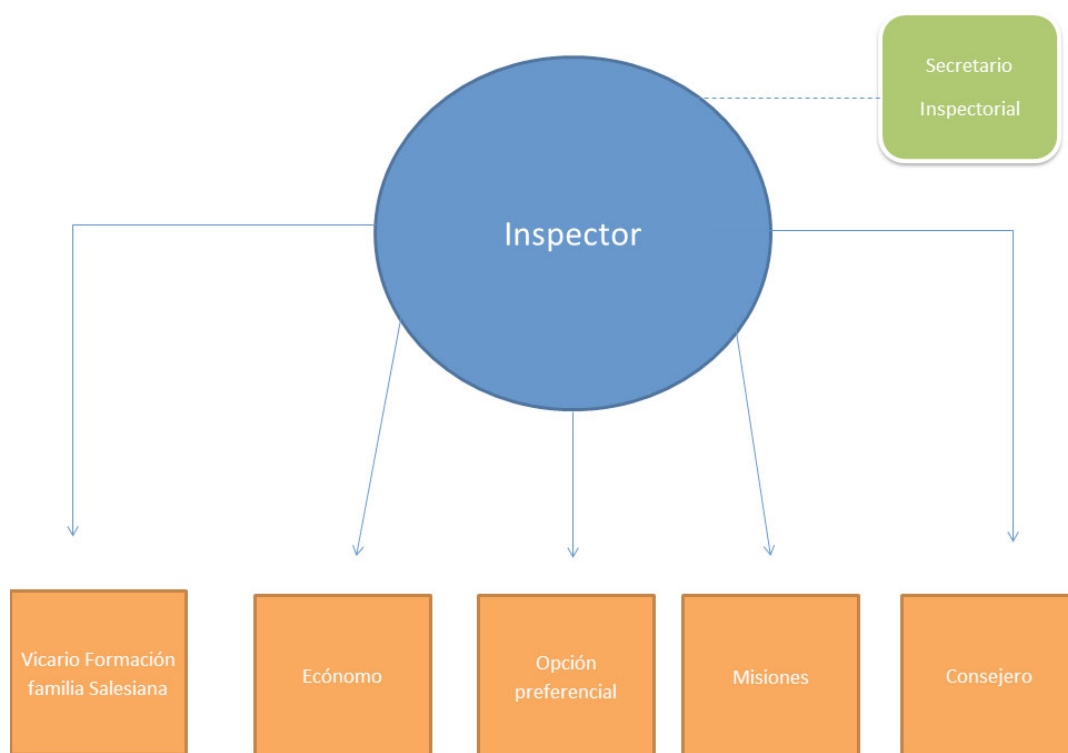 Secretario
Inspectorial
Inspector
Vicario Formación
familia Salesiana
Ecónomo
Opción
preferencial
Misiones
Consejero